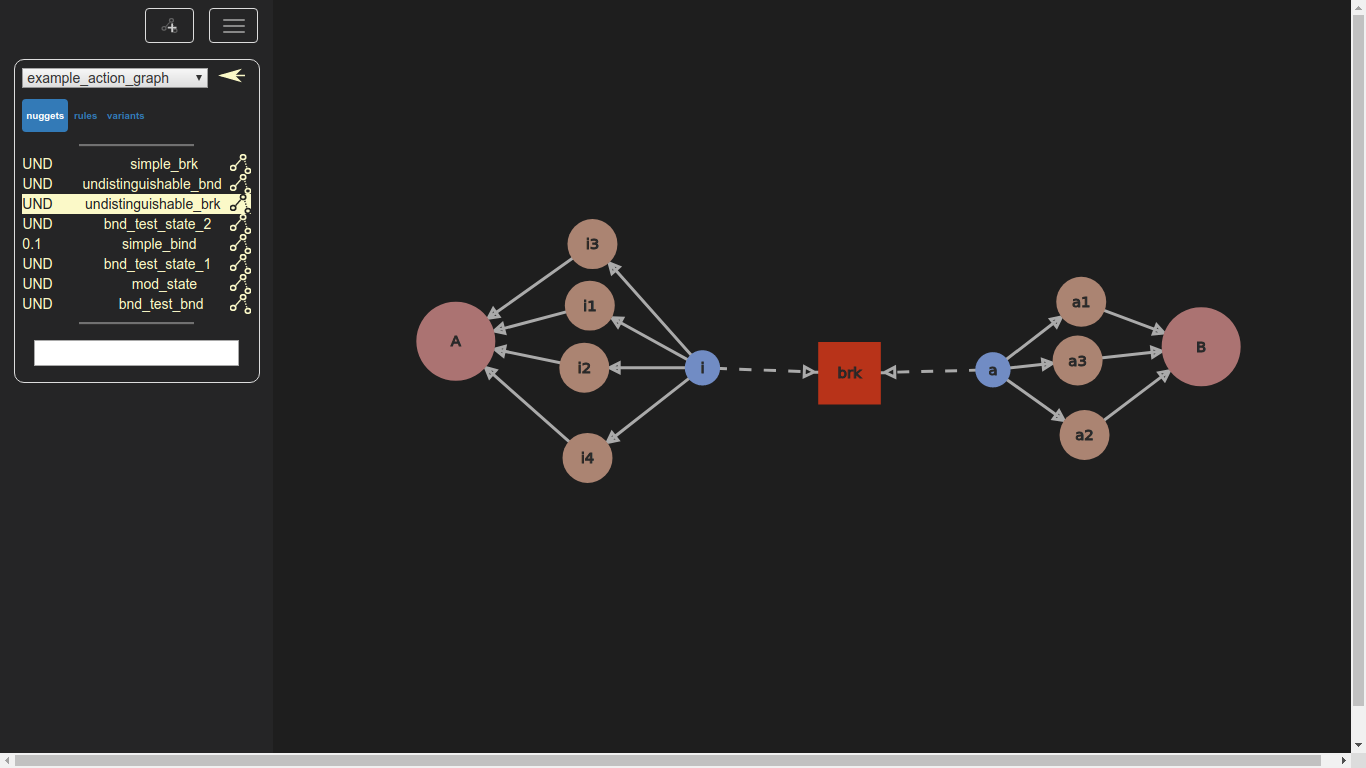 example_action_graph
nuggets rules variants
UND simple_brk
UND undistinguishable_bnd
UND undistinguishable_brk
UND bnd_test_state_2
0.1 simple_bind
UND bnd_test_state_1
UND mod_state
UND bnd_test_bnd
i3
i1
A
i2
i
i4
brk
a
a1
a3
a2
B